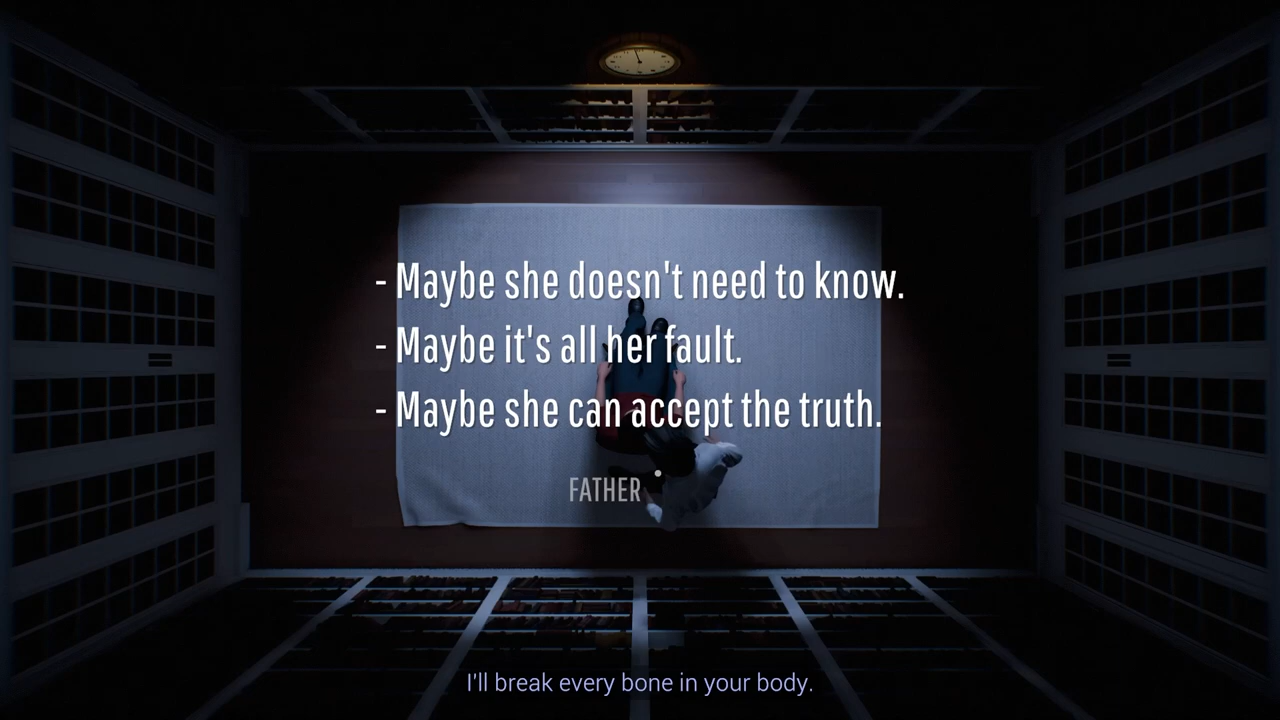 - Maybe she doesn't need to know.
- Maybe it's all her fault.
- Maybe she can accept the truth.
FATHER
I'll break every bone in your body.